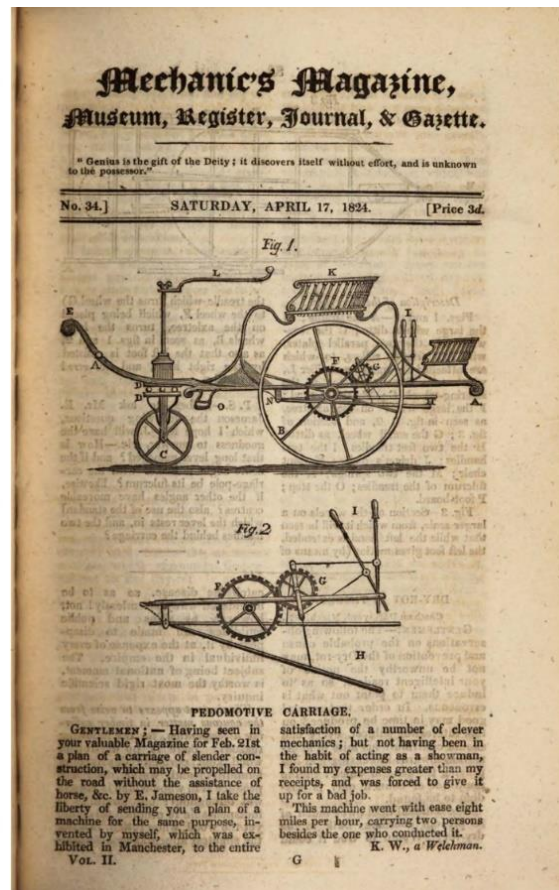 Mechanic's Magazine,
Museum, Register, Journal, & Gazette.
" Genius is the gift of the Deity ; it discovers itself without effort, and is unknown
to the possessor."
No. 34.] SATURDAY, APRIL 17, 1824. [Price 3d.
Fig. 1.
L
K
E
I
A
F
G
D
D
N
A
O
B
C
Fig. 2
I
F
G
H
PEDOMOTIVE CARRIAGE.
GENTLEMEN ; — Having seen in
your valuable Magazine for Feb. 21st
a plan of a carriage of slender con-
struction, which may be propelled on
the road without the assistance of
horse, &c. by E. Jameson, I take the
liberty of sending you a plan of a
machine for the same purpose, in-
vented by myself, which was ex-
hibited in Manchester, to the entire
VOL. II.
satisfaction of a number of clever
mechanics ; but not having been in
the habit of acting as a showman,
I found my expenses greater than my
receipts, and was forced to give it
up for a bad job.
This machine went with ease eight
miles per hour, carrying two persons
besides the one who conducted it.
K. W., a Welchman.
G